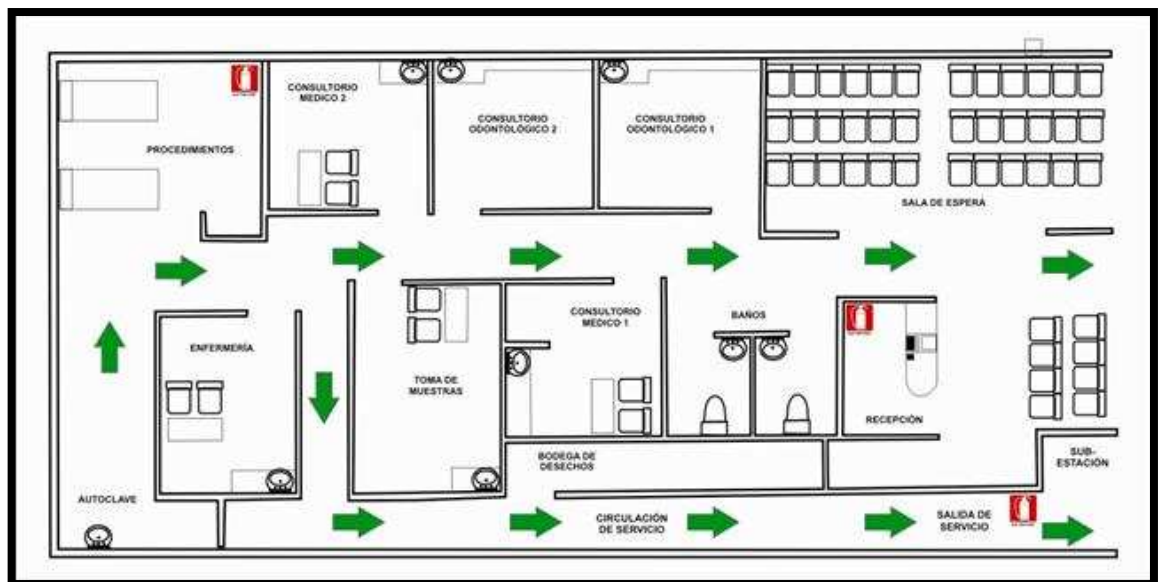 CONSULTORIO
MEDICO 2
CONSULTORIO
ODONTOLÓGICO 2
CONSULTORIO
ODONTOLÓGICO 1
PROCEDIMIENTOS
SALA DE ESPERÁ
ENFERMERÍA
TOMA DE
MUESTRAS
CONSULTORIO
MEDICO 1
BAÑOS
RECEPCIÓN
BODEGA DE
DESECHOS
SUB-
ESTACIÓN
AUTOCLAVE
CIRCULACIÓN
DE SERVICIO
SALIDA DE
SERVICIO